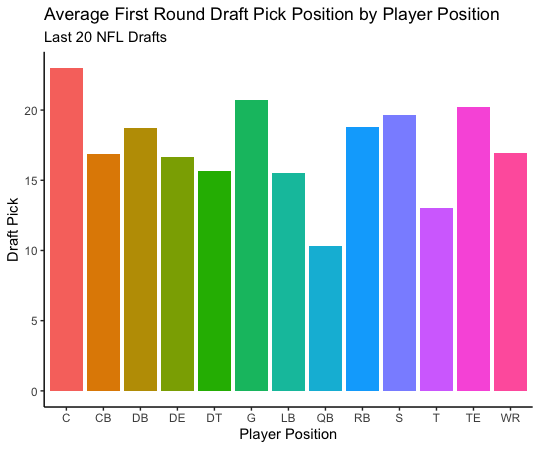 Average First Round Draft Pick Position by Player Position
Last 20 NFL Drafts
Draft Pick
20
15
10
5
0
C CB DB DE DT G LB QB RB S T TE WR
Player Position